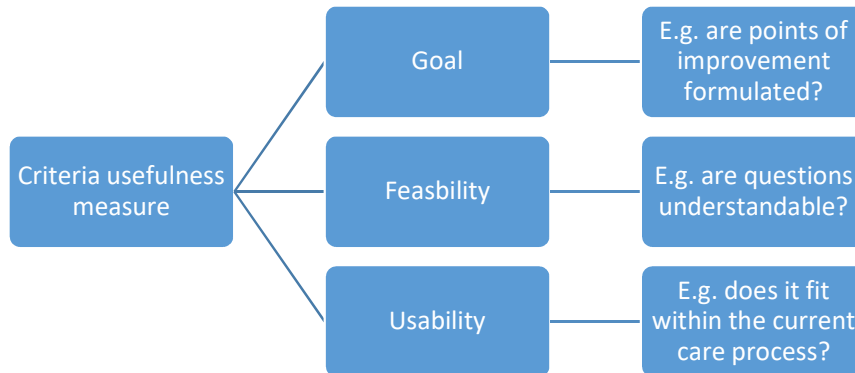 Criteria usefulness
measure
Goal
E.g. are points of
improvement
formulated?
Feasbility
E.g. are questions
understandable?
Usability
E.g. does it fit
within the current
care process?